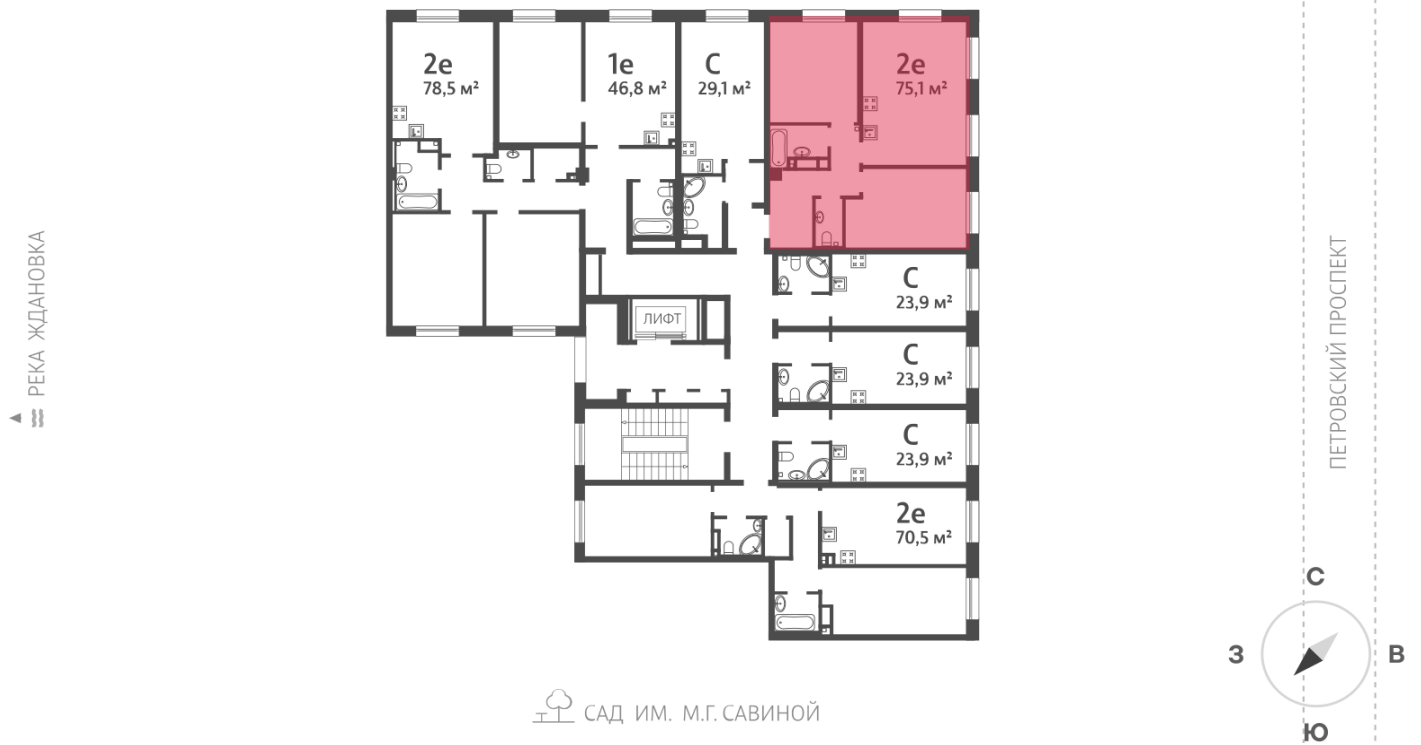 2е
78,5 м²
1е
46,8 м²
С
29,1 м²
2е
75,1 м²
С
23,9 м²
ЛИФТ
С
23,9 м²
С
23,9 м²
2е
70,5 м²
РЕКА ЖДАНОВКА
ПЕТРОВСКИЙ ПРОСПЕКТ
С
З
В
Ю
САД ИМ. М.Г. САВИНОЙ